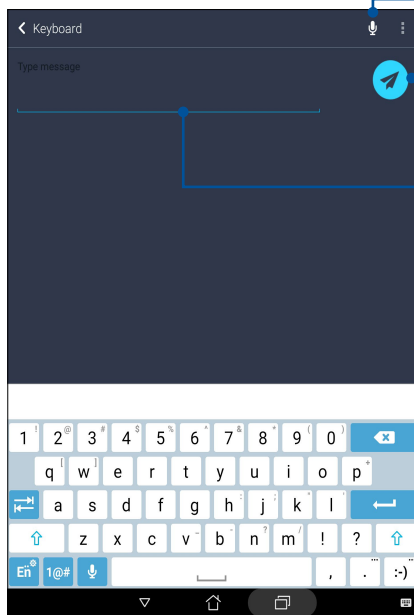 Keyboard
Type message
1 ! 2 @ 3 # 4 $ 5 % 6 ^ 7 & 8 * 9 ( 0 )
q [ w ] e r t y u i o p +
a s d f g h : j ; k " l '
z x c v - b ~ n ? m / ! ?
En 1@# , . ... :-)